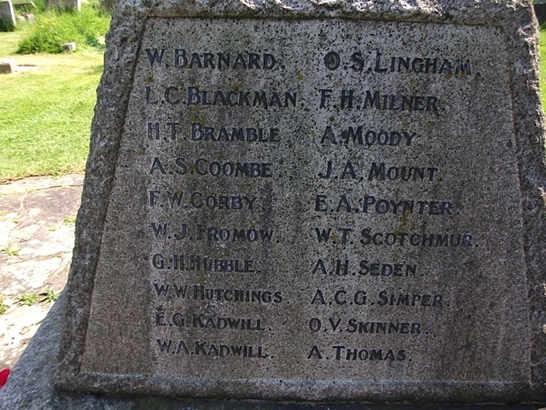 W. BARNARD.
L. C. BLACKMAN.
H. T. BRAMBLE.
A. S. COOMBE.
F. W. CORBY.
W. J. FROMOW.
G. H. HUBBLE.
W. W. HUTCHINGS.
E. G. KADWILL.
W. A. KADWILL.
O. S. LINGHAM.
F. H. MILNER.
A. MOODY.
J. A. MOUNT.
E. A. POYNTER.
W. T. SCOTCHMUR.
A. H. SEDEN.
A. C. G. SIMPER.
O. V. SKINNER.
A. THOMAS.